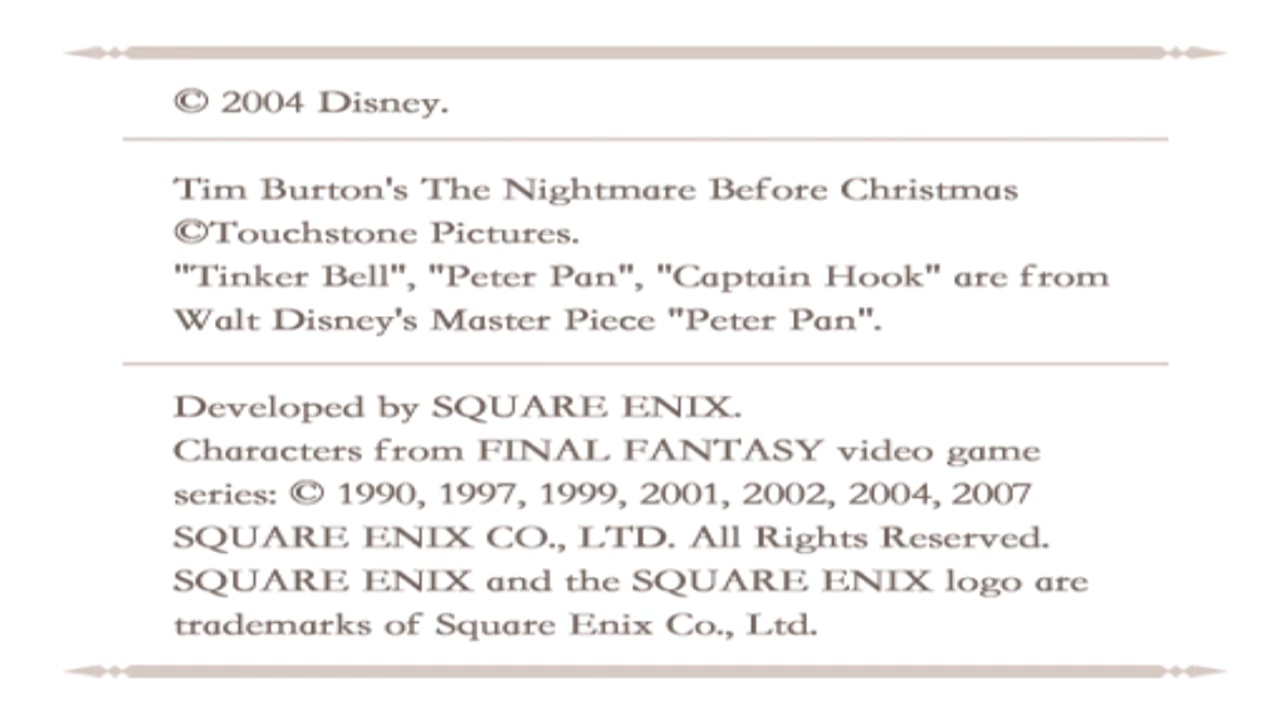 © 2004 Disney.
Tim Burton's The Nightmare Before Christmas
©Touchstone Pictures.
"Tinker Bell", "Peter Pan", "Captain Hook" are from
Walt Disney's Master Piece "Peter Pan".
Developed by SQUARE ENIX.
Characters from FINAL FANTASY video game
series: © 1990, 1997, 1999, 2001, 2002, 2004, 2007
SQUARE ENIX CO., LTD. All Rights Reserved.
SQUARE ENIX and the SQUARE ENIX logo are
trademarks of Square Enix Co., Ltd.